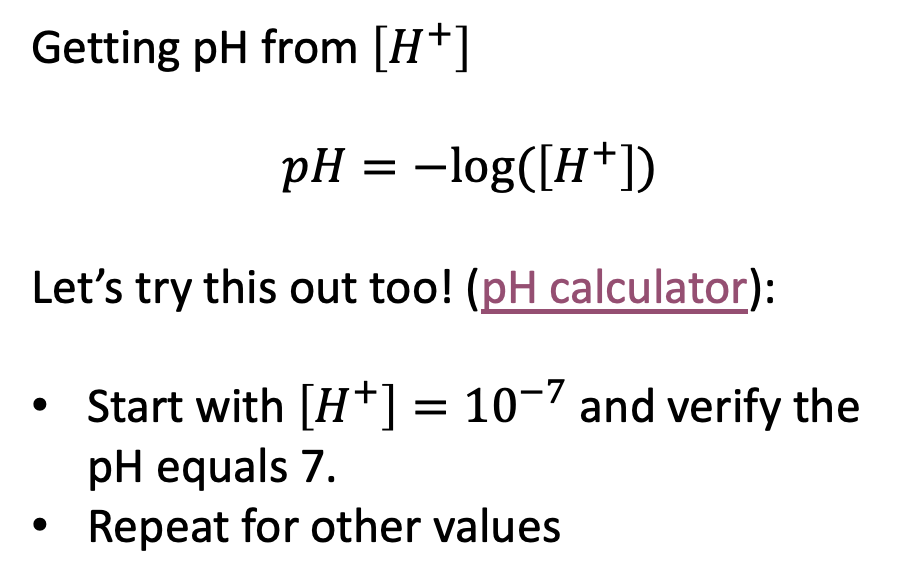 Getting pH from [H⁺]
pH = −log([H⁺])
Let’s try this out too! (pH calculator):
• Start with [H⁺] = 10⁻⁷ and verify the
pH equals 7.
• Repeat for other values